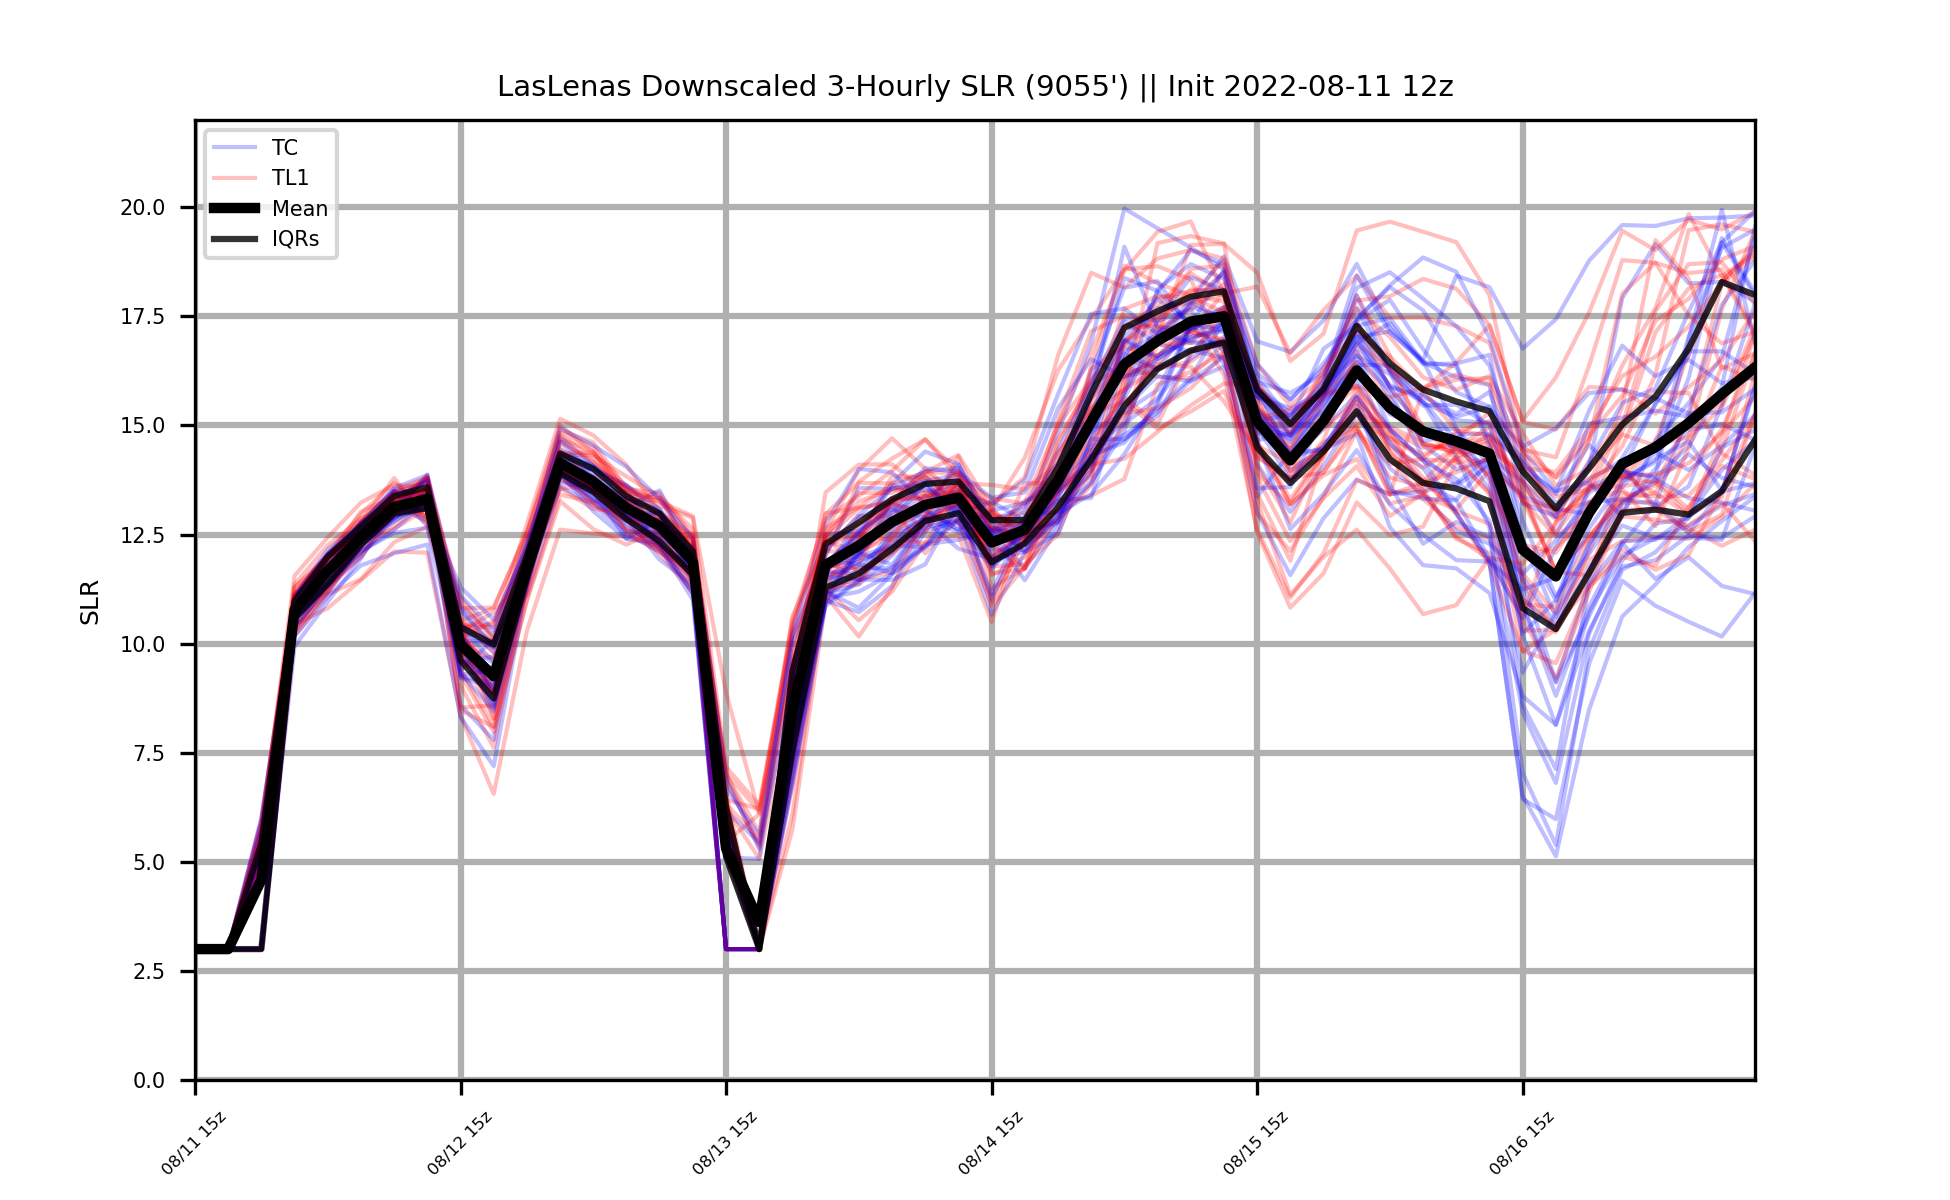 LasLenas Downscaled 3-Hourly SLR (9055') || Init 2022-08-11 12z
TC
TL1
Mean
IQRs
SLR
20.0
17.5
15.0
12.5
10.0
7.5
5.0
2.5
0.0
08/11 15z
08/12 15z
08/13 15z
08/14 15z
08/15 15z
08/16 15z